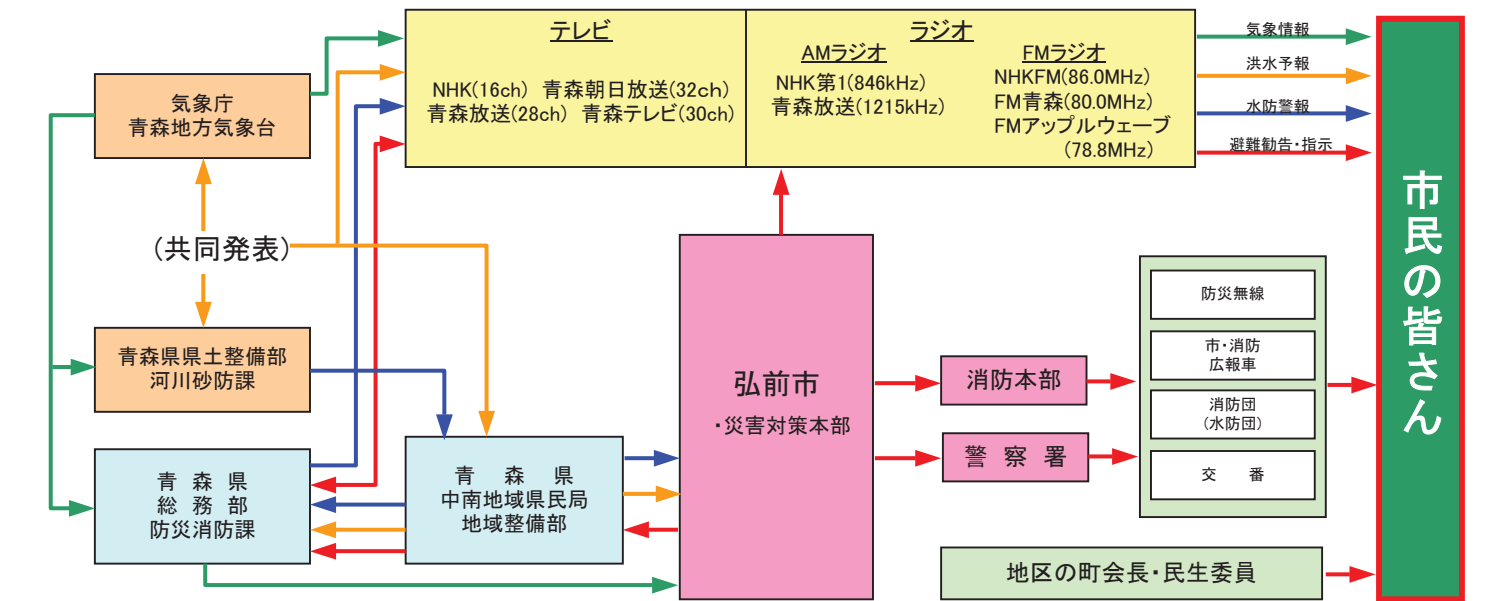 テレビ
NHK(16ch) 青森朝日放送(32ch)
青森放送(28ch) 青森テレビ(30ch)
ラジオ
AMラジオ
NHK第1(846kHz)
青森放送(1215kHz)
FMラジオ
NHKFM(86.0MHz)
FM青森(80.0MHz)
FMアップルウェーブ
(78.8MHz)
気象情報
洪水予報
水防警報
避難勧告・指示
市民の皆さん
気象庁
青森地方気象台
(共同発表)
青森県県土整備部
河川砂防課
青森県
総務部
防災消防課
青森県
中南地域県民局
地域整備部
弘前市
・災害対策本部
消防本部
警察署
防災無線
市・消防
広報車
消防団
(水防団)
交番
地区の町会長・民生委員